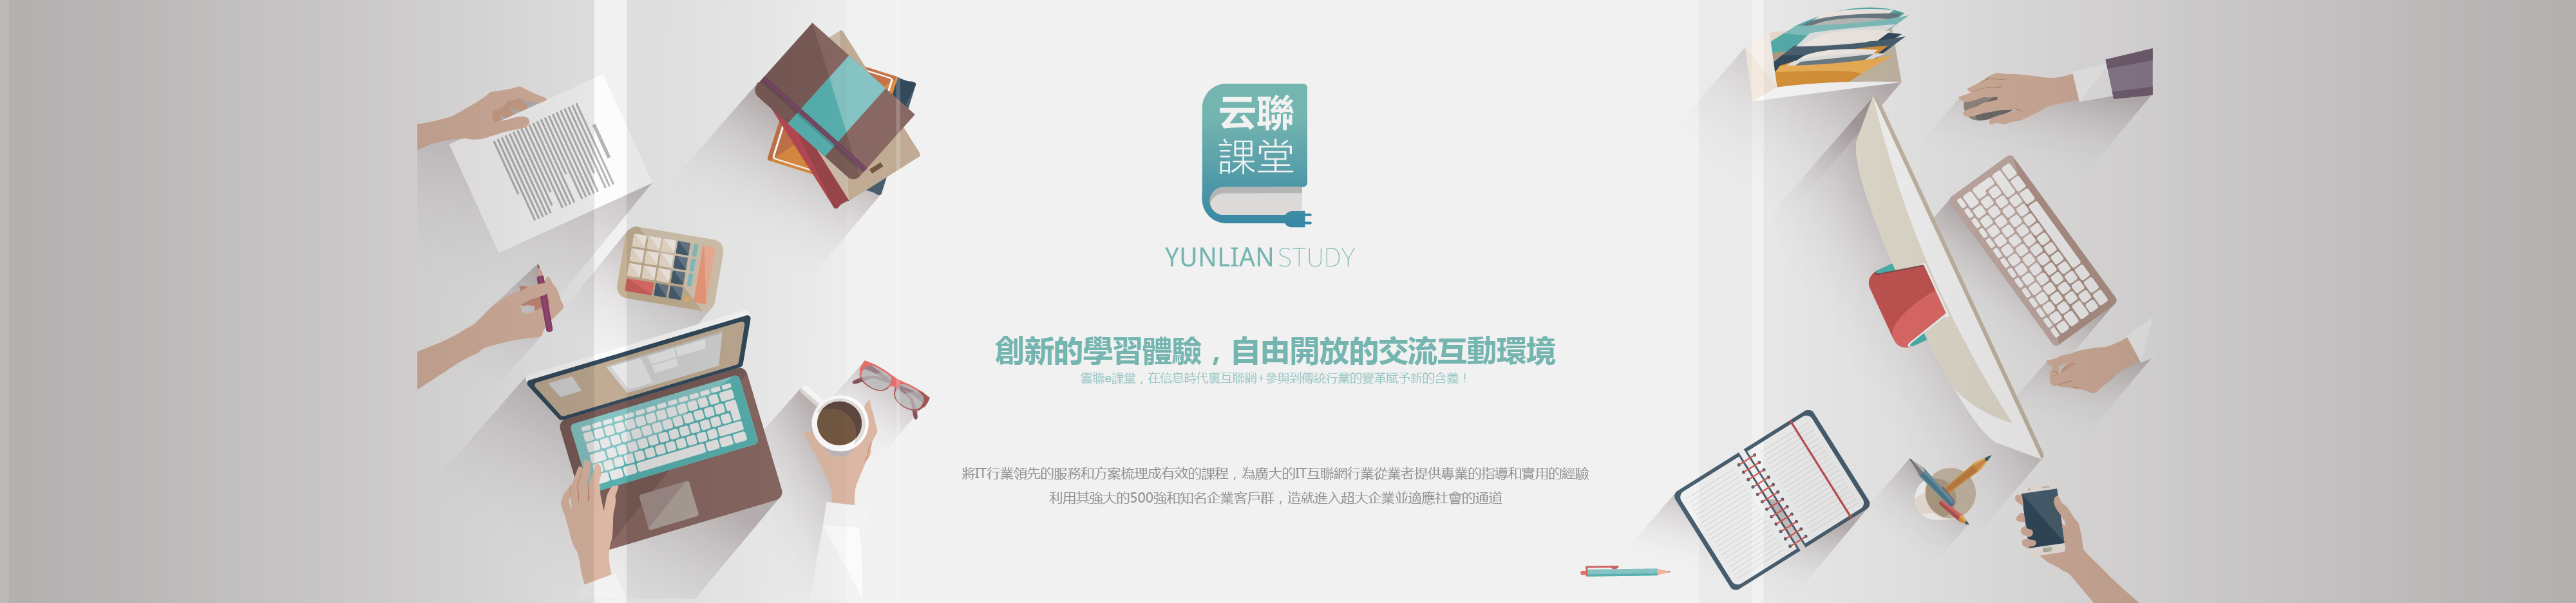 云聯
課堂
YUNLIAN STUDY
創新的學習體驗，自由開放的交流互動環境
雲聯e課堂，在信息時代裏互聯網+參與到傳統行業的變革賦予新的含義！
將IT行業領先的服務和方案梳理成有效的課程，為廣大的IT互聯網行業從業者提供專業的指導和實用的經驗
利用其強大的500強和知名企業客戶群，造就進入超大企業並適應社會的通道